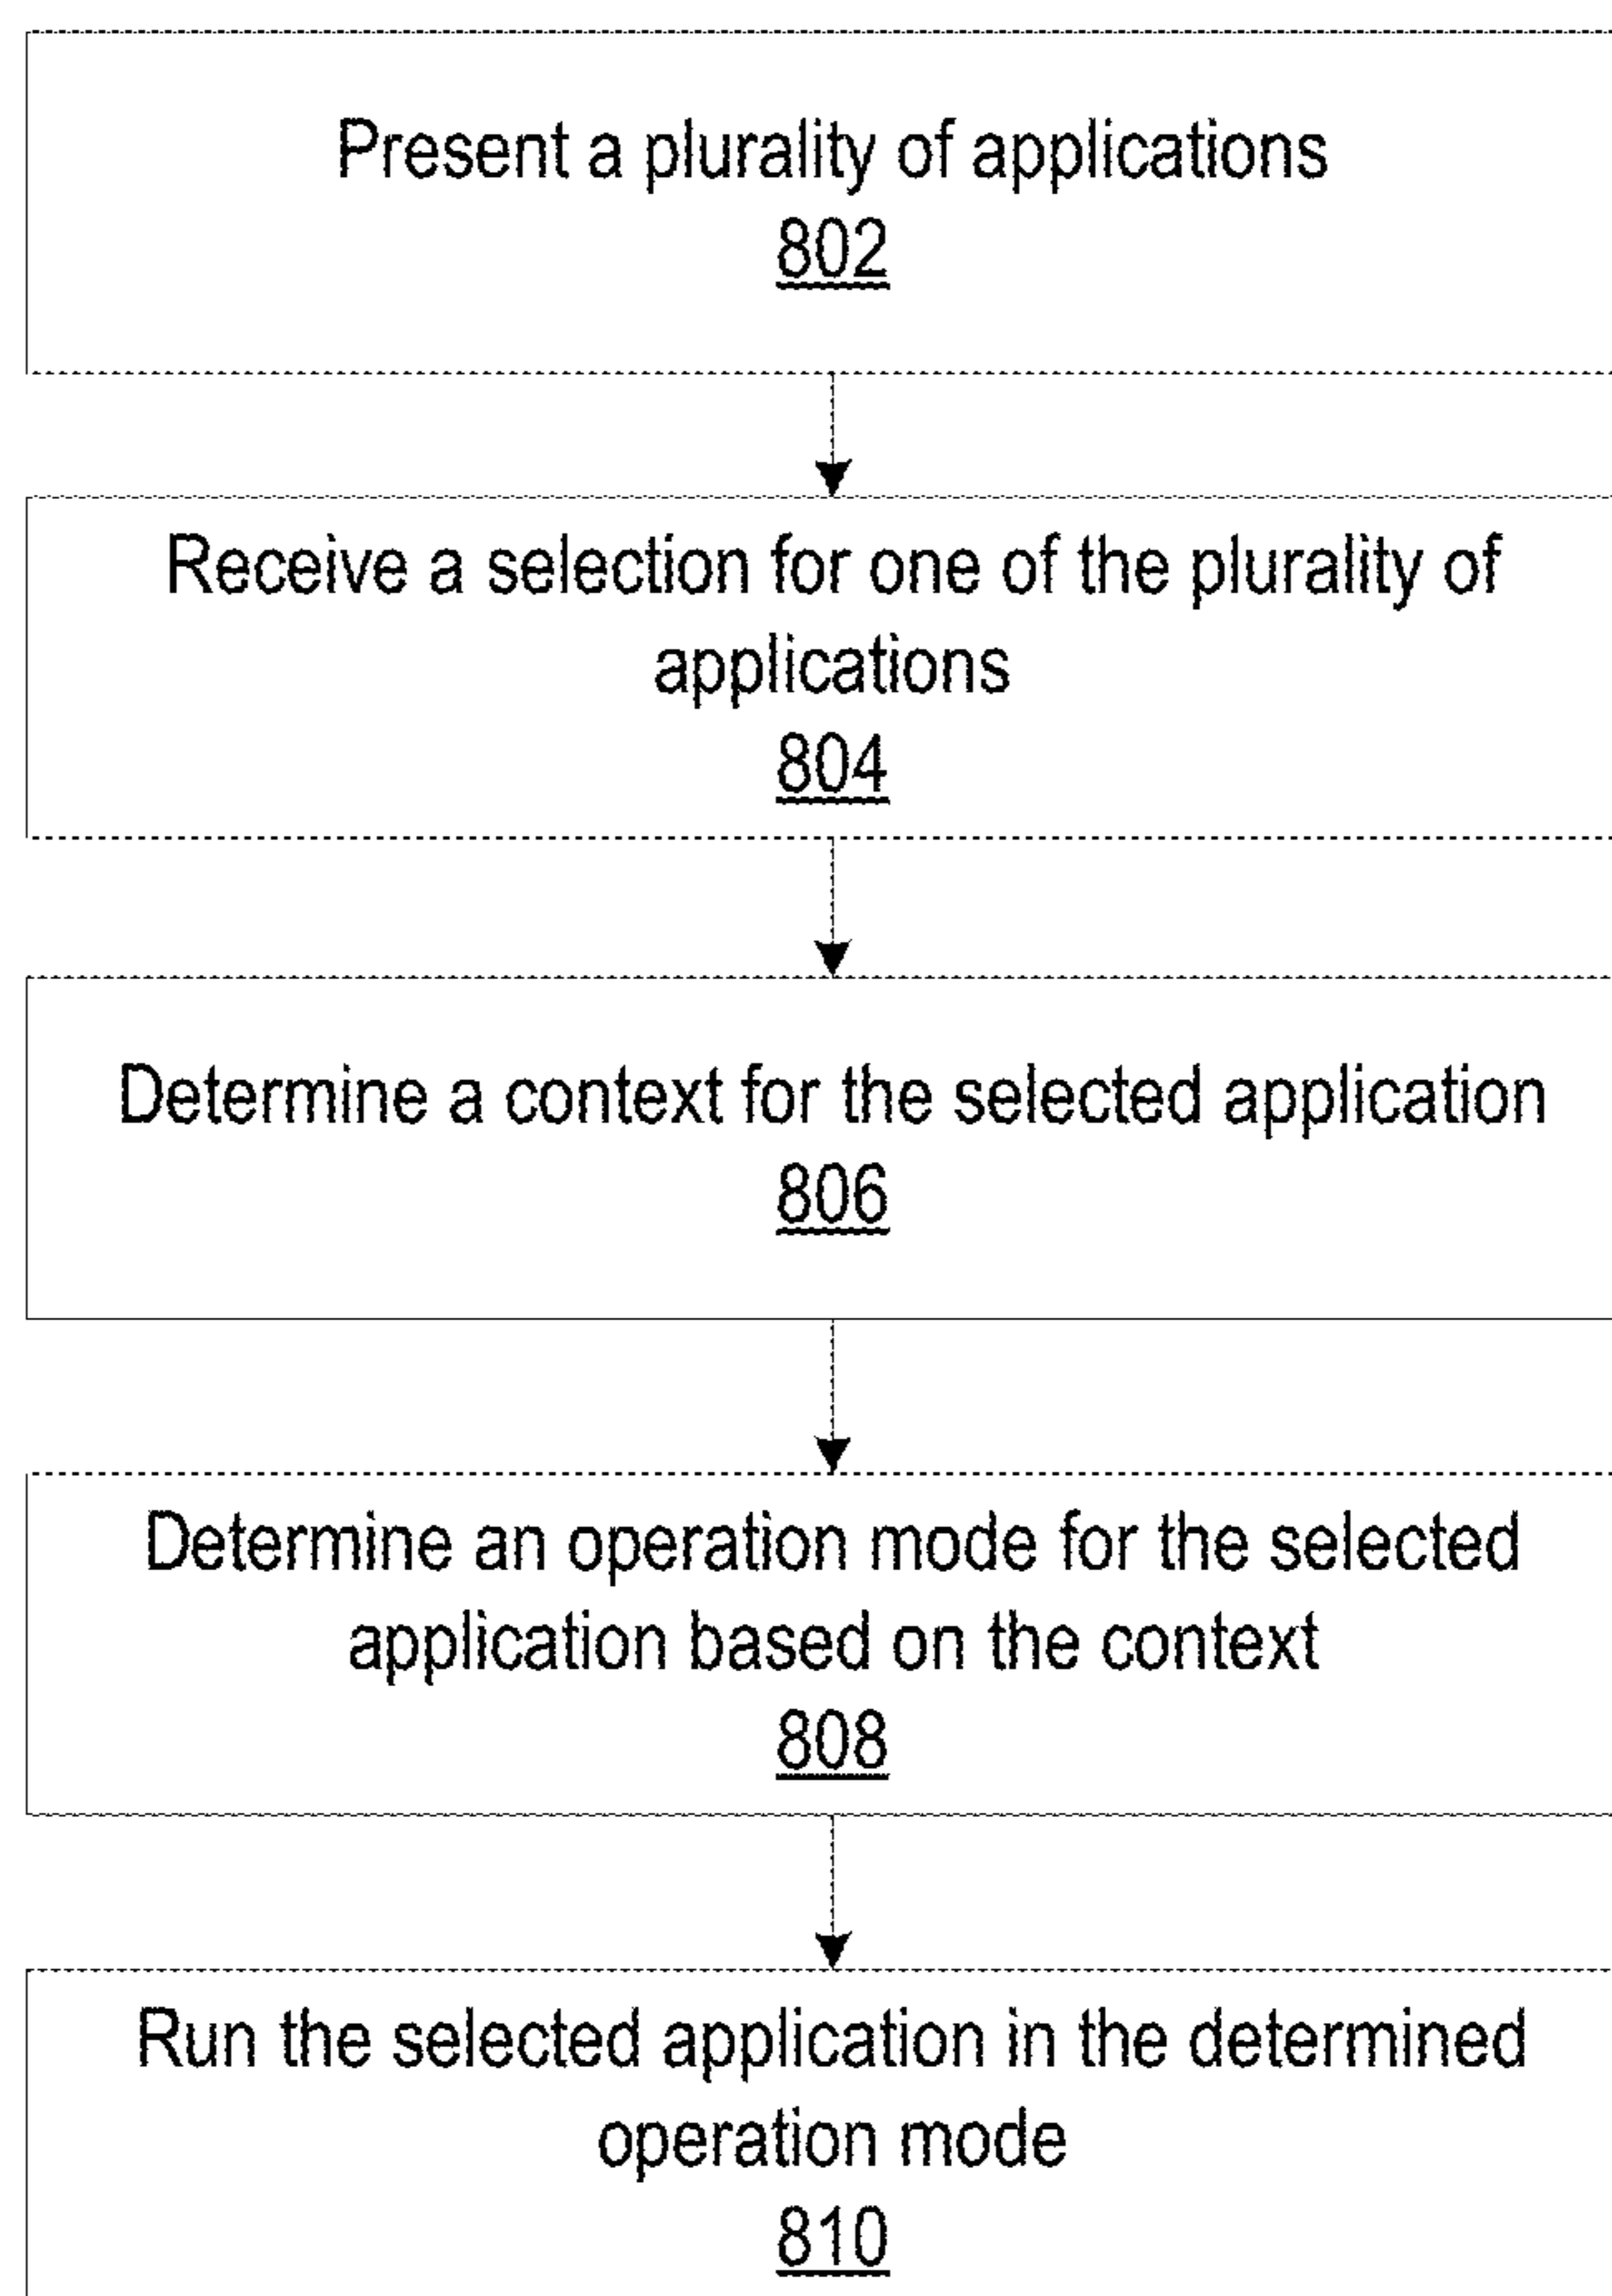 Present a plurality of applications
802
Receive a selection for one of the plurality of
applications
804
Determine a context for the selected application
806
Determine an operation mode for the selected
application based on the context
808
Run the selected application in the determined
operation mode
810